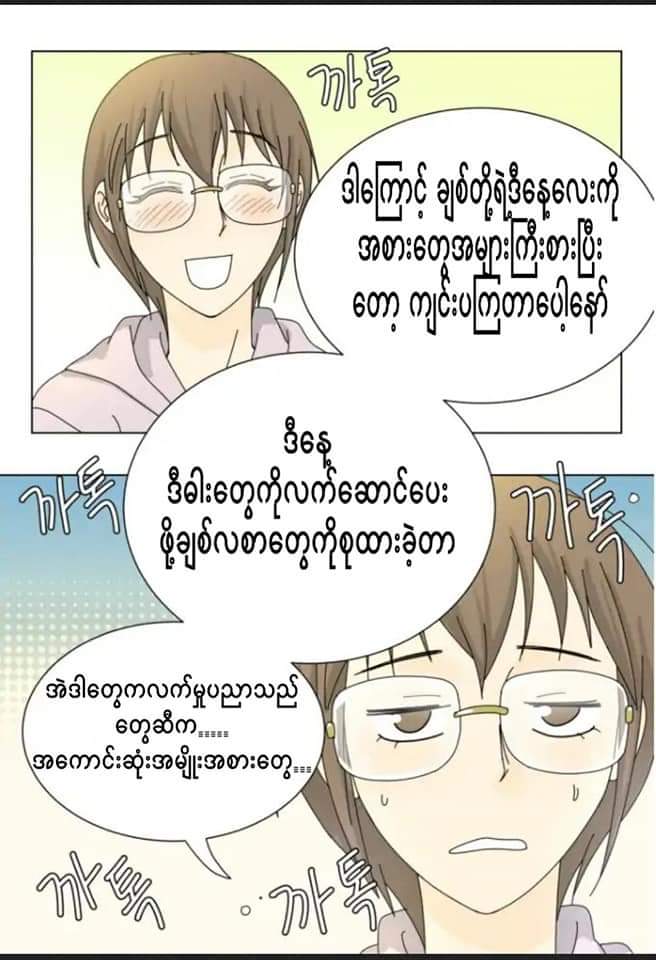 까톡
ဒါကြောင့် ချစ်တို့ရဲ့ဒီနေ့လေးကို
အစားတွေအများကြီးစားပြီး
တော့ ကျင်းပကြတာပေါ့နော်
ဒီနေ့
ဒီဓါးတွေကိုလက်ဆောင်ပေး
ဖို့ချစ်လစာတွေကိုစုထားခဲ့တာ
까톡
까톡
အဲဒါတွေကလက်မှုပညာသည်
တွေဆီက......
အကောင်းဆုံးအမျိုးအစားတွေ....
까톡
까톡